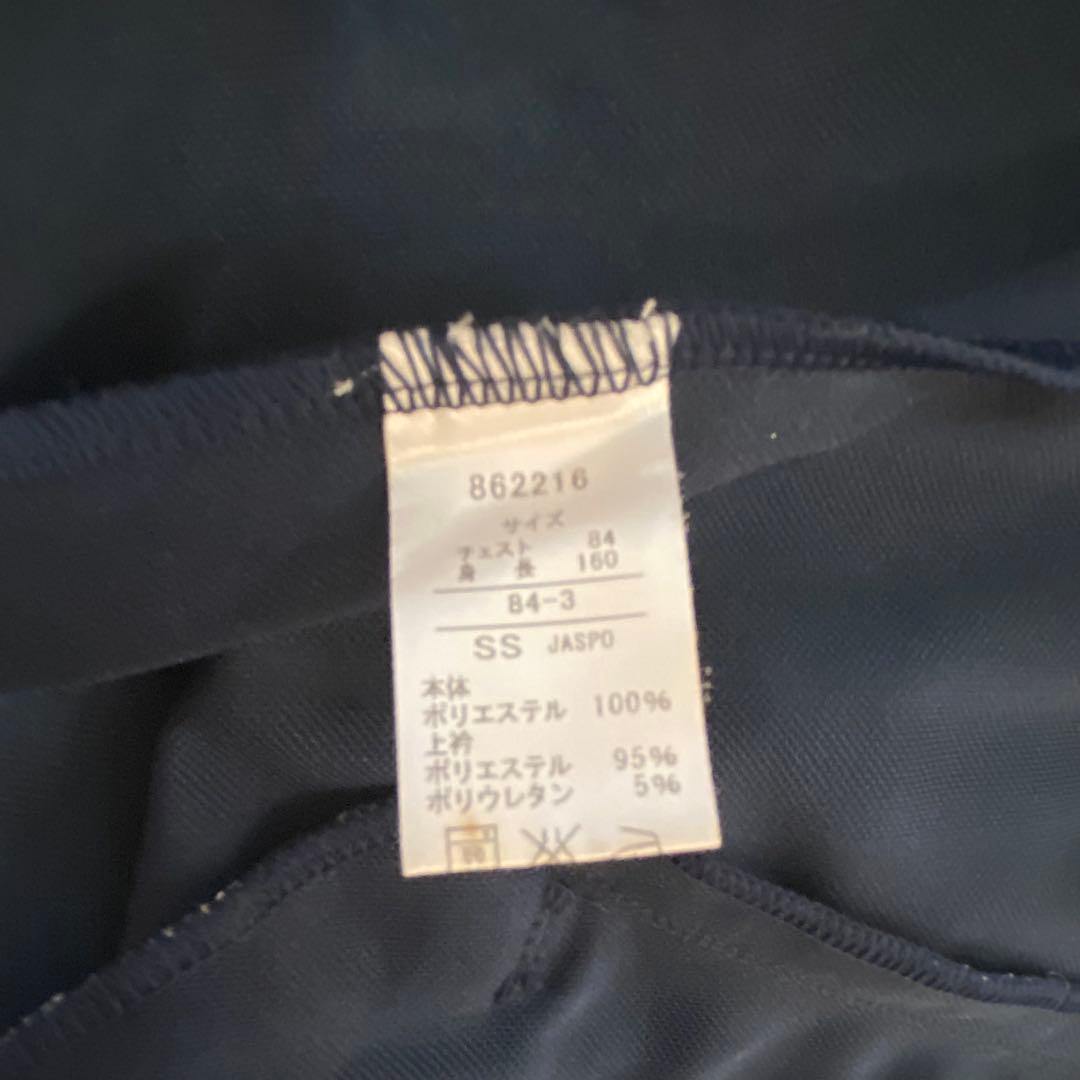 862216
サイズ
チェスト 84
身長 160
84-3
SS JASPO
本体
ポリエステル 100%
上衿
ポリエステル 95%
ポリウレタン 5%